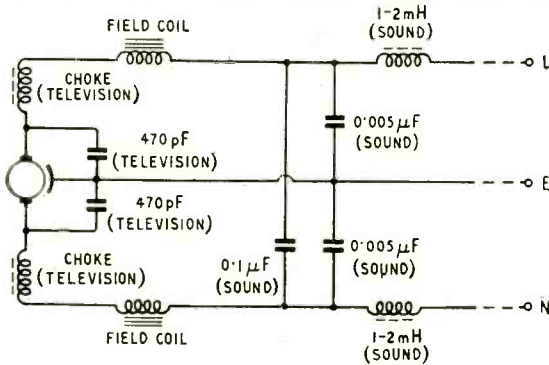 FIELD COIL
1-2mH
(SOUND)
L
CHOKE
(TELEVISION)
470pF
(TELEVISION)
0·005µF
(SOUND)
E
470pF
(TELEVISION)
CHOKE
(TELEVISION)
0·1µF
(SOUND)
0·005µF
(SOUND)
N
FIELD COIL
1-2mH
(SOUND)